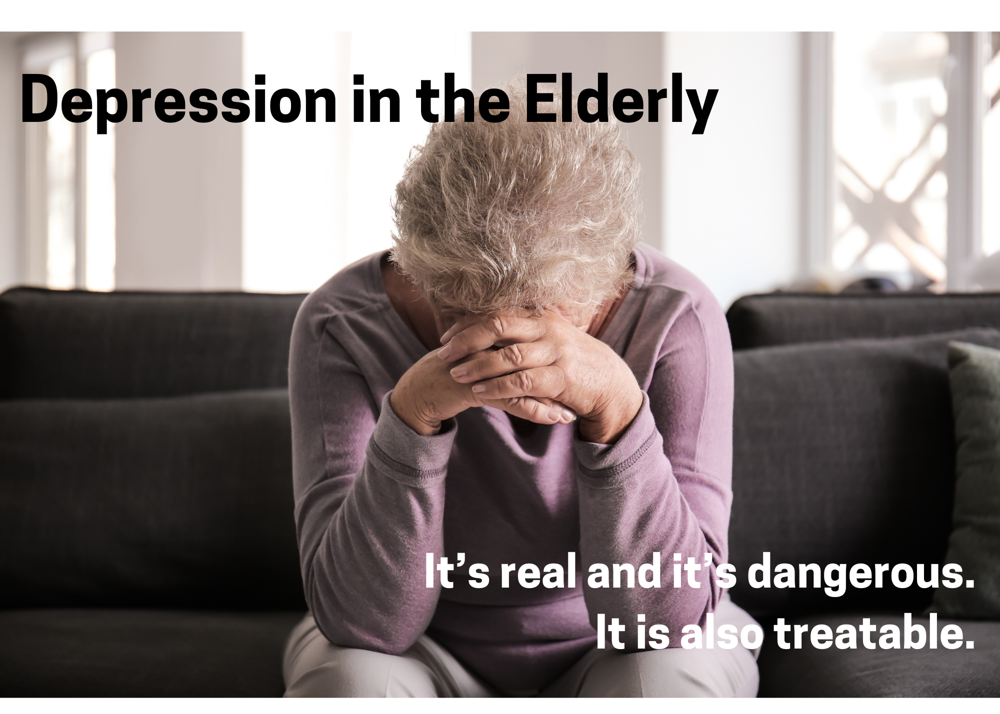 Depression in the Elderly
It’s real and it’s dangerous.
It is also treatable.